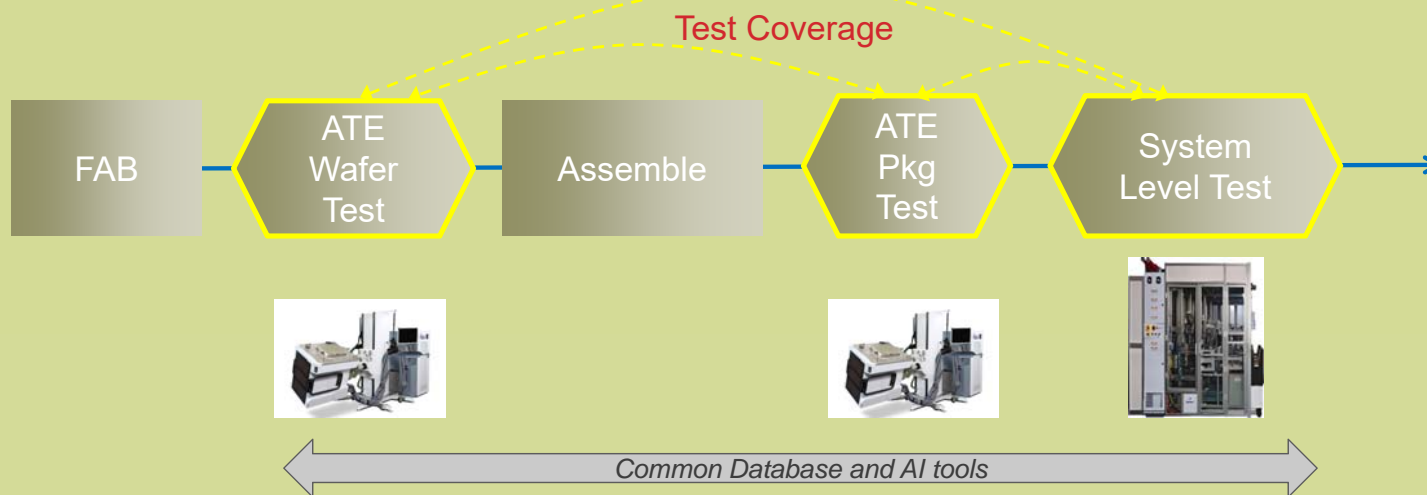 Test Coverage
FAB
ATE
Wafer
Test
Assemble
ATE
Pkg
Test
System
Level Test
Common Database and AI tools